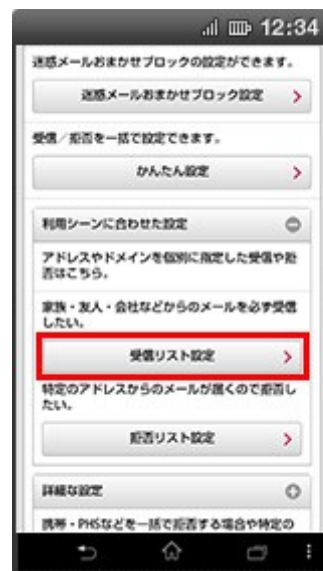 12:34
迷惑メールおまかせブロックの設定ができます。
迷惑メールおまかせブロック設定
受信／拒否を一括で設定できます。
かんたん設定
利用シーンに合わせた設定
アドレスやドメインを個別に指定した受信や拒
否はこちら。
家族・友人・会社などからのメールを必ず受信
したい。
受信リスト設定
特定のアドレスからのメールが届くので拒否し
たい。
拒否リスト設定
詳細な設定
携帯・PHSなどを一括で拒否する場合や特定の